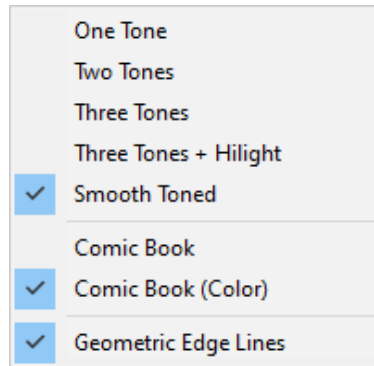 One Tone
Two Tones
Three Tones
Three Tones + Hilight
Smooth Toned
Comic Book
Comic Book (Color)
Geometric Edge Lines